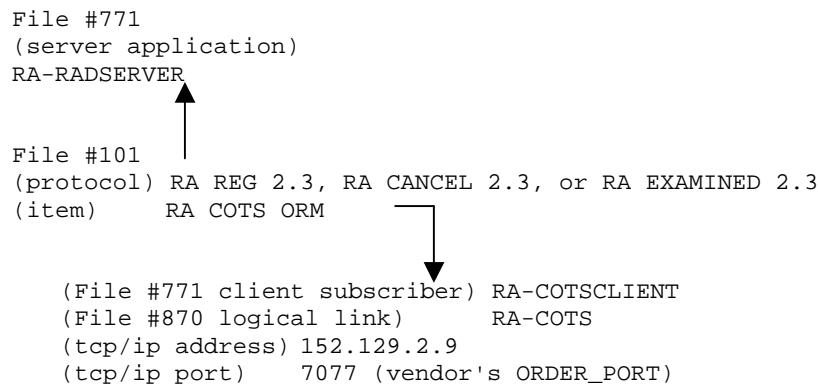 File #771
(server application)
RA-RADSERVER
File #101
(protocol) RA REG 2.3, RA CANCEL 2.3, or RA EXAMINED 2.3
(item) RA COTS ORM
(File #771 client subscriber) RA-COTSCLIENT
(File #870 logical link) RA-COTS
(tcp/ip address) 152.129.2.9
(tcp/ip port) 7077 (vendor's ORDER_PORT)